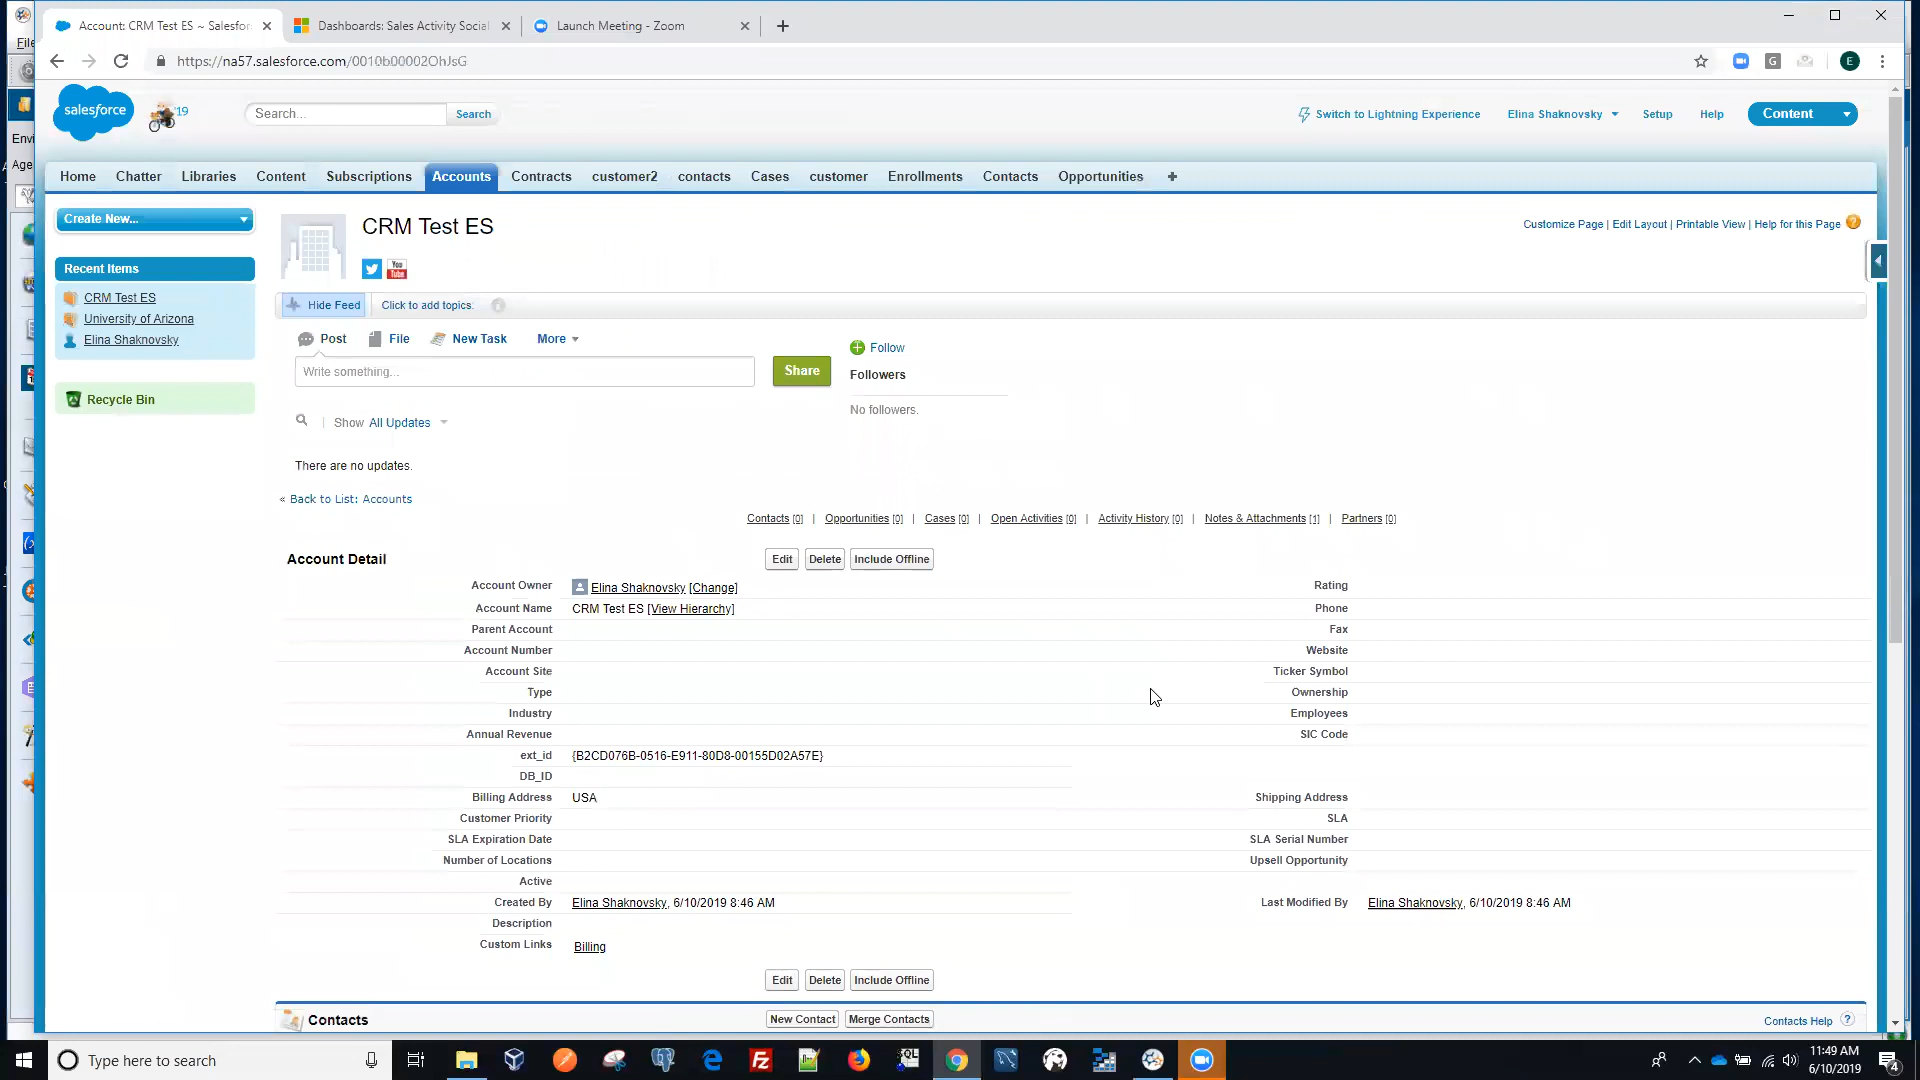 Account: CRM Test ES ~ Salesfor
Dashboards: Sales Activity Social
Launch Meeting - Zoom
File
https://na57.salesforce.com/0010b00002OhJsG
G
E
salesforce
'19
Search...
Search
Switch to Lightning Experience
Elina Shaknovsky
Setup
Help
Content
Envi
Age
Home
Chatter
Libraries
Content
Subscriptions
Accounts
Contracts
customer2
contacts
Cases
customer
Enrollments
Contacts
Opportunities
+
Create New...
Recent Items
CRM Test ES
University of Arizona
Elina Shaknovsky
Recycle Bin
CRM Test ES
You Tube
Customize Page | Edit Layout | Printable View | Help for this Page
Hide Feed
Click to add topics:
Post
File
New Task
More
Write something...
Share
Follow
Followers
No followers.
Show All Updates
There are no updates.
« Back to List: Accounts
Contacts [0] | Opportunities [0] | Cases [0] | Open Activities [0] | Activity History [0] | Notes & Attachments [1] | Partners [0]
Account Detail
Edit
Delete
Include Offline
Account Owner Elina Shaknovsky [Change]
Rating
Account Name CRM Test ES [View Hierarchy]
Phone
Parent Account
Fax
Account Number
Website
Account Site
Ticker Symbol
Type
Ownership
Industry
Employees
Annual Revenue
SIC Code
ext_id {B2CD076B-0516-E911-80D8-00155D02A57E}
DB_ID
Billing Address USA
Shipping Address
Customer Priority
SLA
SLA Expiration Date
SLA Serial Number
Number of Locations
Upsell Opportunity
Active
Created By Elina Shaknovsky, 6/10/2019 8:46 AM
Last Modified By Elina Shaknovsky, 6/10/2019 8:46 AM
Description
Custom Links Billing
Edit
Delete
Include Offline
Contacts
New Contact
Merge Contacts
Contacts Help
Type here to search
SQL
11:49 AM
6/10/2019
4